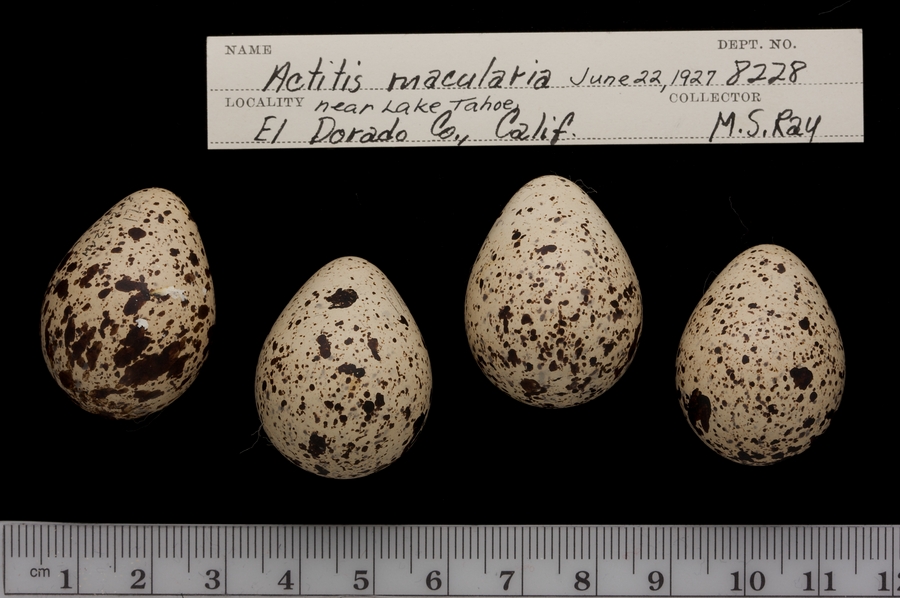 NAME DEPT. NO.
Actitis macularia June 22, 1927 8228
LOCALITY near Lake Tahoe, COLLECTOR
El Dorado Co., Calif. M.S. Ray
cm 1 2 3 4 5 6 7 8 9 10 11 12